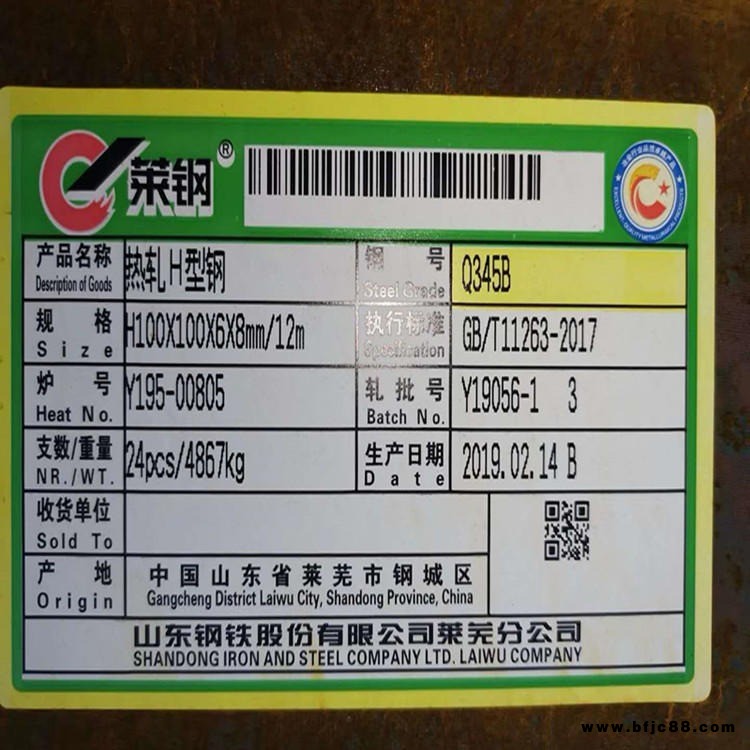 莱钢®
EXCELLENT-QUALITY METALLURGICAL PRODUCTS
产品名称 热轧H型钢 钢号 Q345B
Description of Goods Steel Grade
规格 H100X100X6X8mm/12m 执行标准 GB/T11263-2017
Size Specification
炉号 Y195-00805 轧批号 Y19056-1 3
Heat No. Batch No.
支数/重量 24pcs/4867kg 生产日期 2019.02.14 B
NR./WT. Date
收货单位
Sold To
产地 中国山东省莱芜市钢城区
Origin Gangcheng District Laiwu City, Shandong Province, China
山东钢铁股份有限公司莱芜分公司
SHANDONG IRON AND STEEL COMPANY LTD. LAIWU COMPANY
www.bfjc88.com